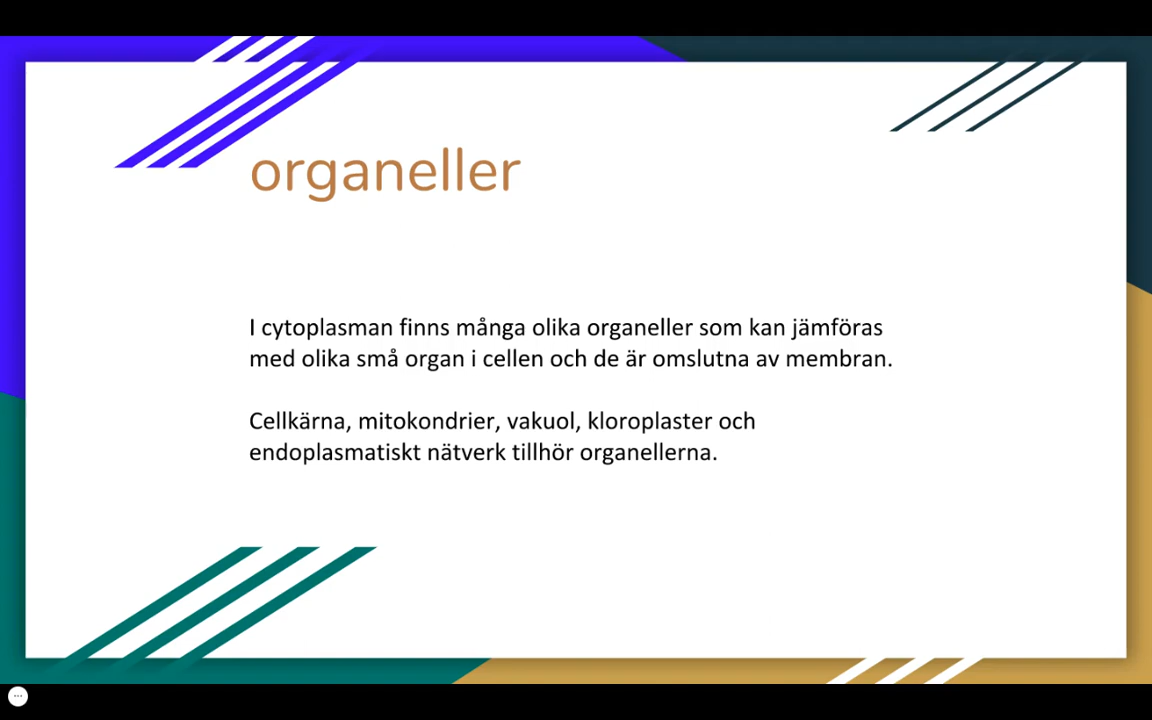 organeller
I cytoplasman finns många olika organeller som kan jämföras
med olika små organ i cellen och de är omslutna av membran.
Cellkärna, mitokondrier, vakuol, kloroplaster och
endoplasmatiskt nätverk tillhör organellerna.